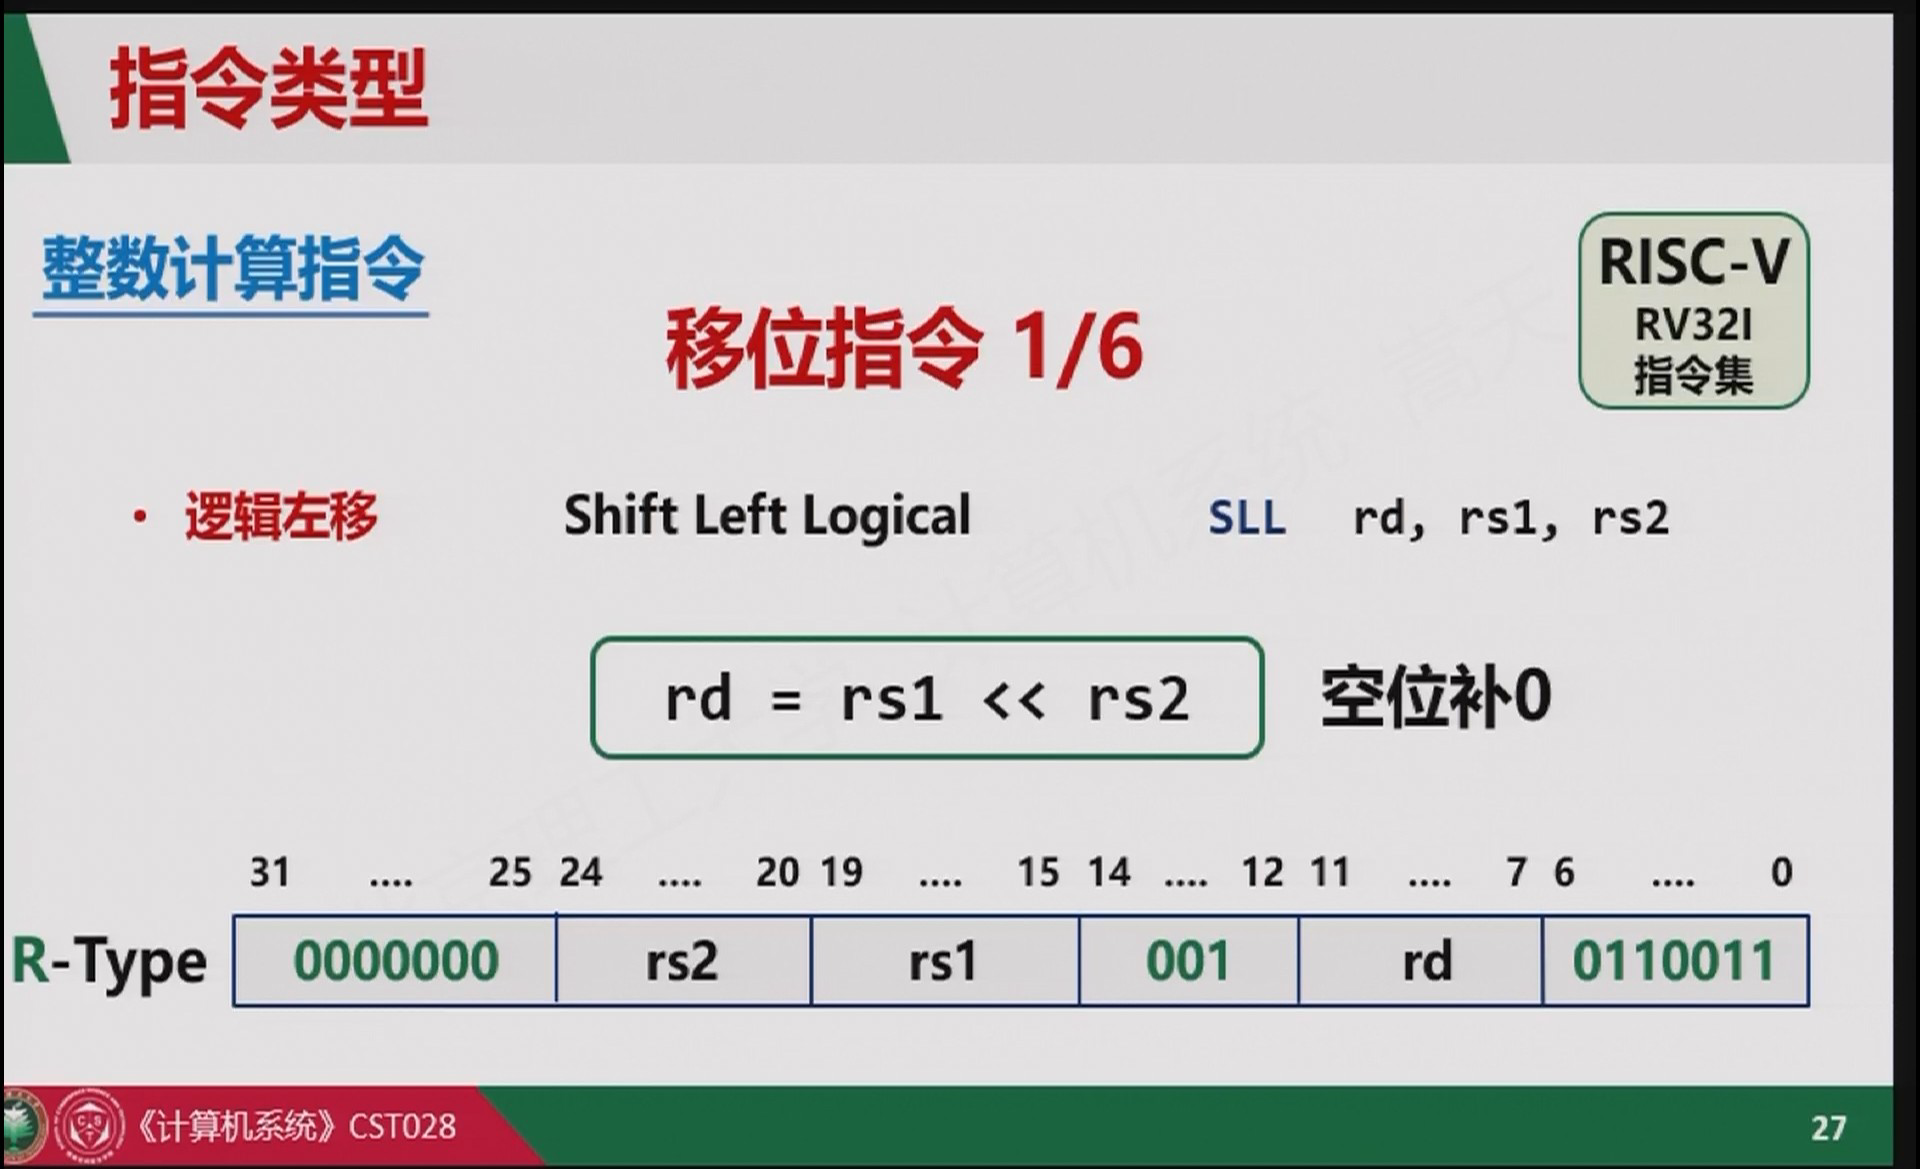 指令类型
整数计算指令
RISC-V
RV32I
指令集
移位指令 1/6
• 逻辑左移 Shift Left Logical SLL rd, rs1, rs2
rd = rs1 << rs2 空位补0
31 .... 25 24 .... 20 19 .... 15 14 .... 12 11 .... 7 6 .... 0
R-Type 0000000 rs2 rs1 001 rd 0110011
《计算机系统》CST028
27